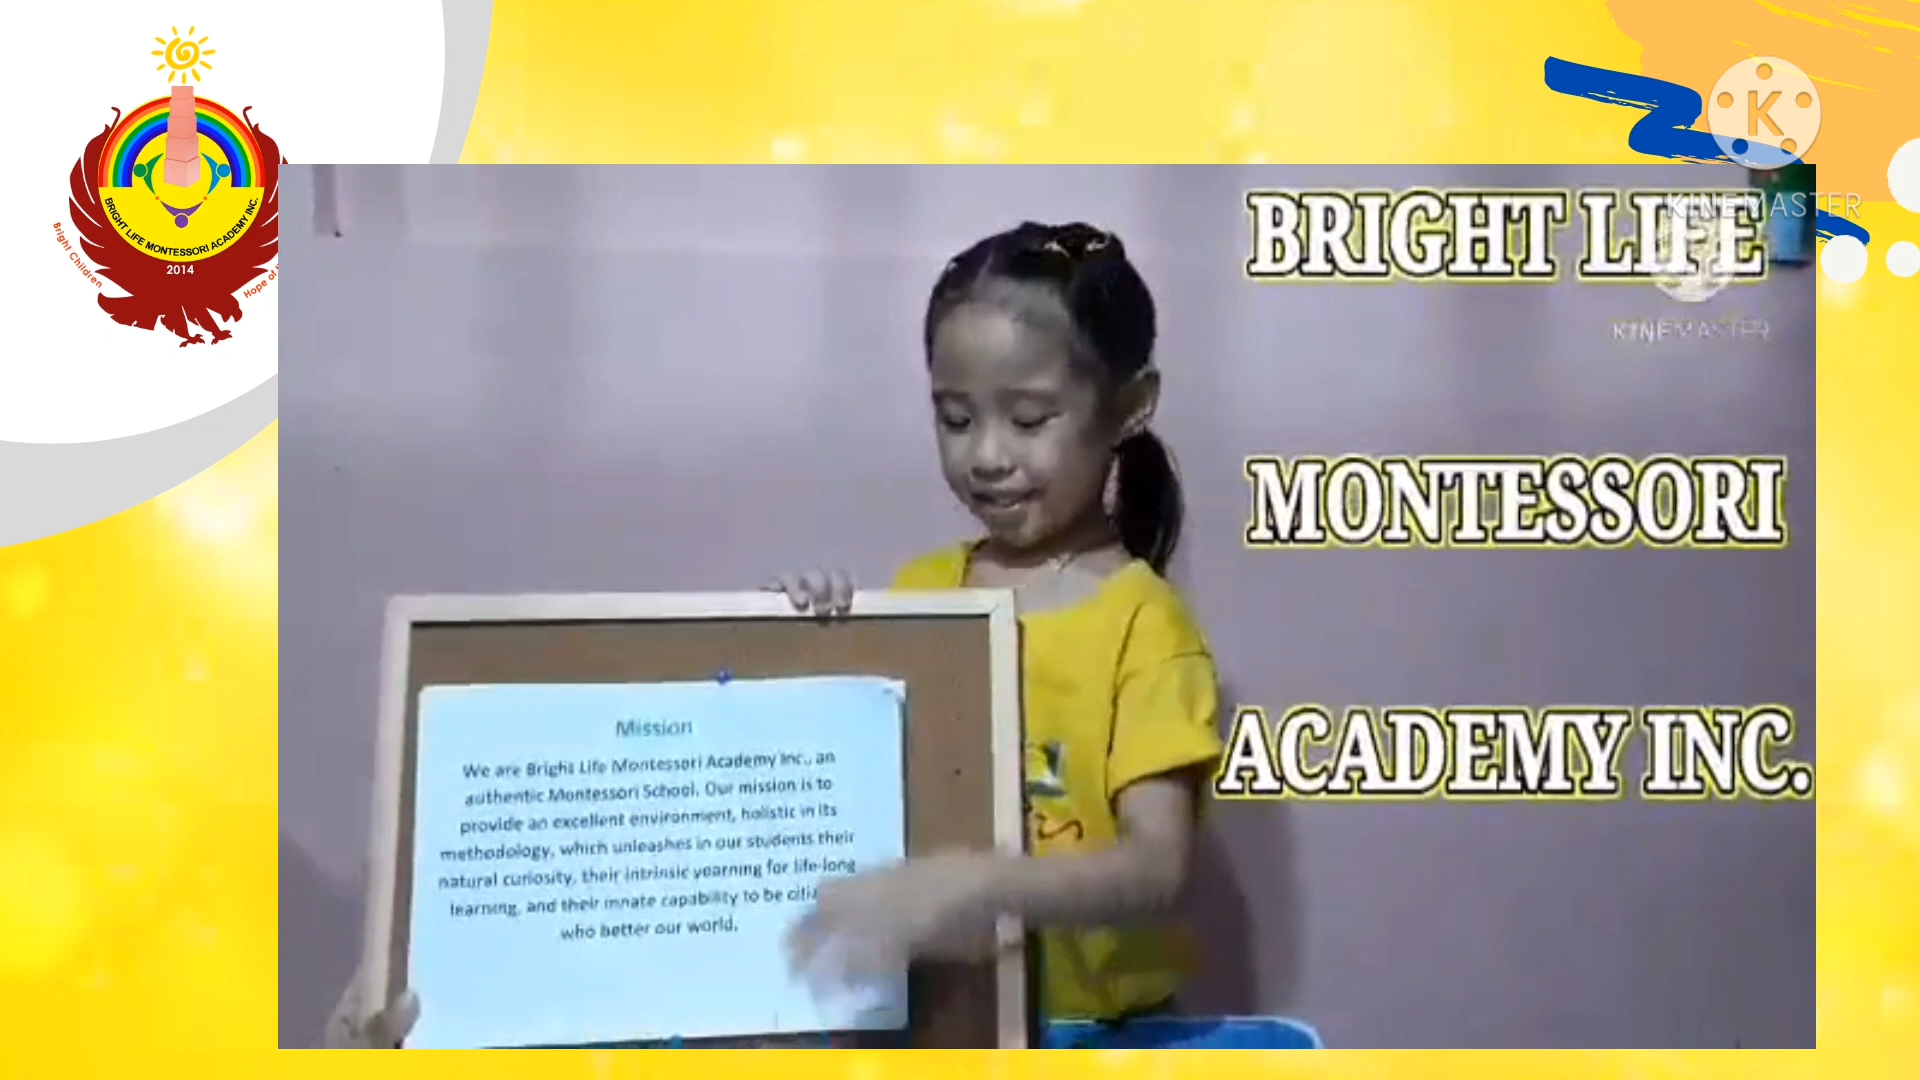 BRIGHT LIFE MONTESSORI ACADEMY INC.
2014
Bright Children
Hope of
K
KINEMASTER
BRIGHT LIFE
KINEMASTER
MONTESSORI
ACADEMY INC.
Mission
We are Bright Life Montessori Academy Inc., an
authentic Montessori School. Our mission is to
provide an excellent environment, holistic in its
methodology, which unleashes in our students their
natural curiosity, their intrinsic yearning for life-long
learning, and their innate capability to be
who better our world.